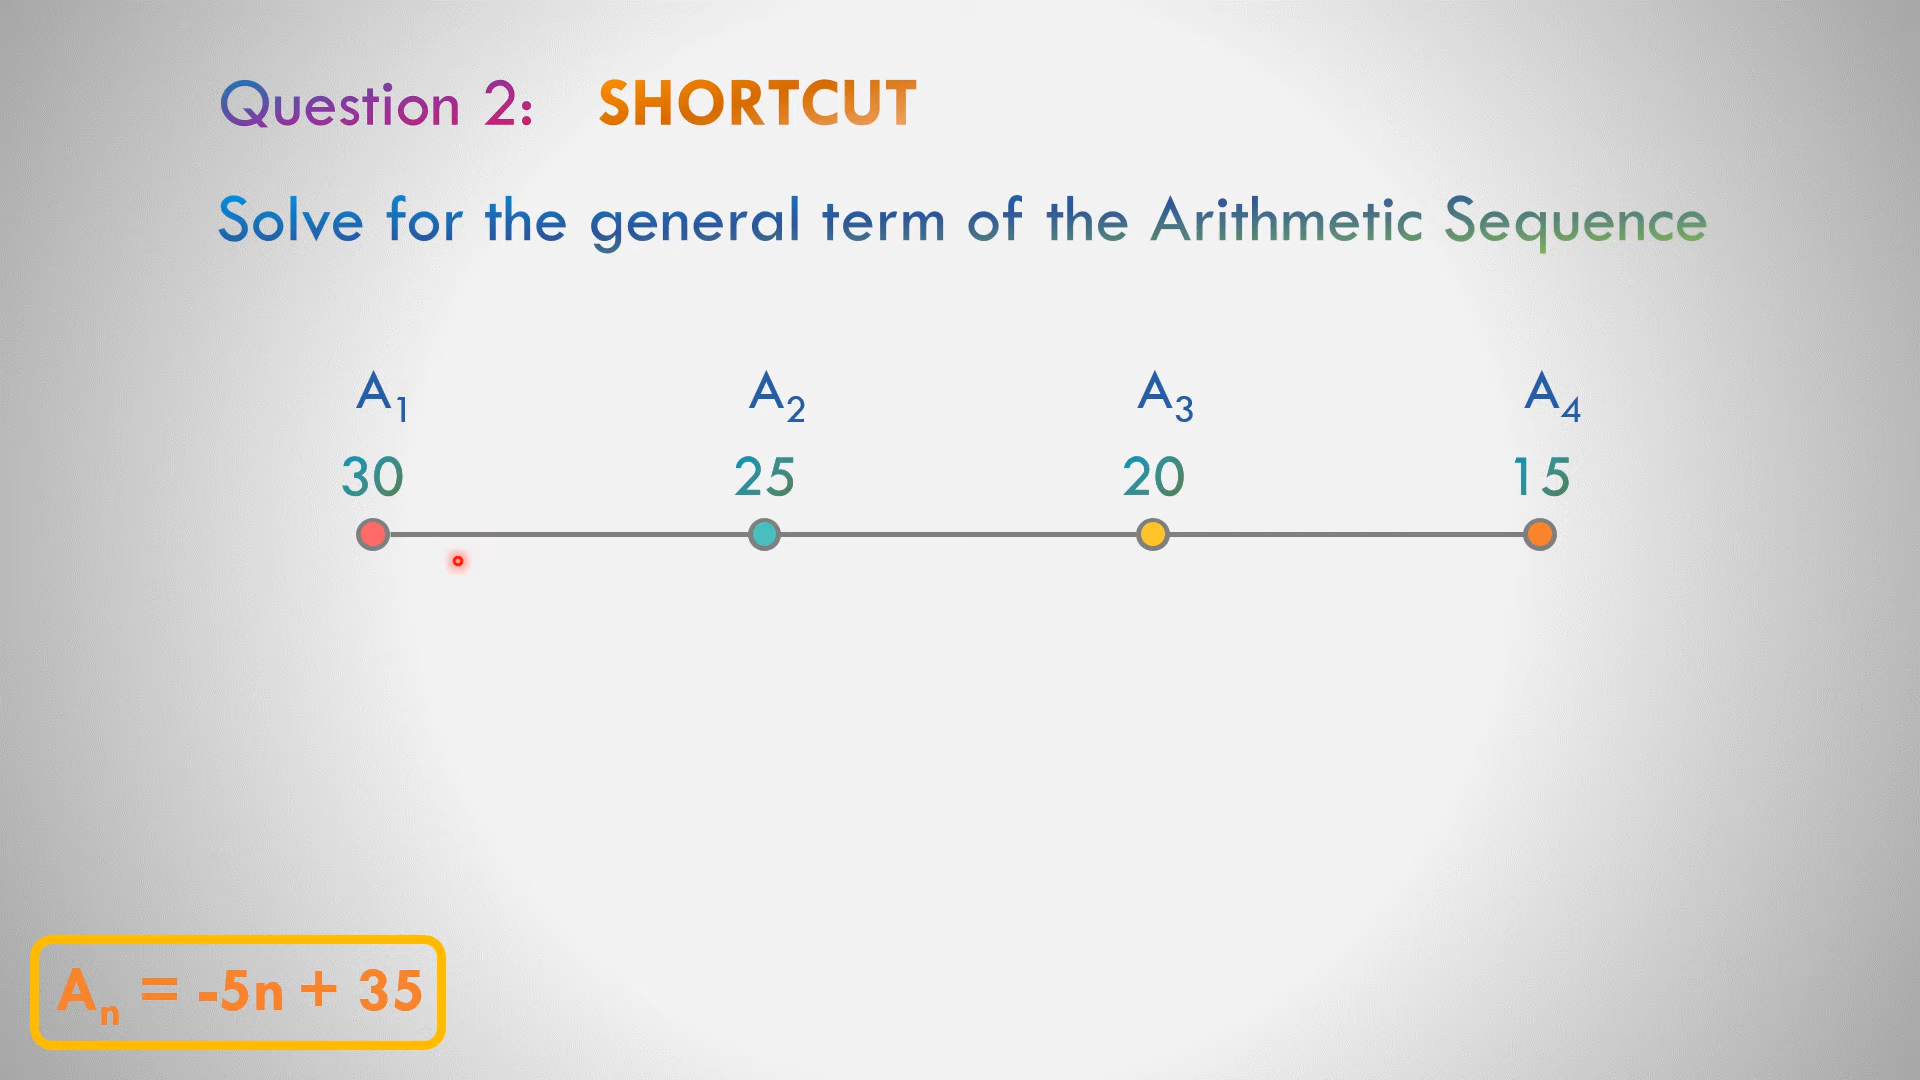 Question 2: SHORTCUT
Solve for the general term of the Arithmetic Sequence
A₁ A₂ A₃ A₄
30 25 20 15
Aₙ = -5n + 35